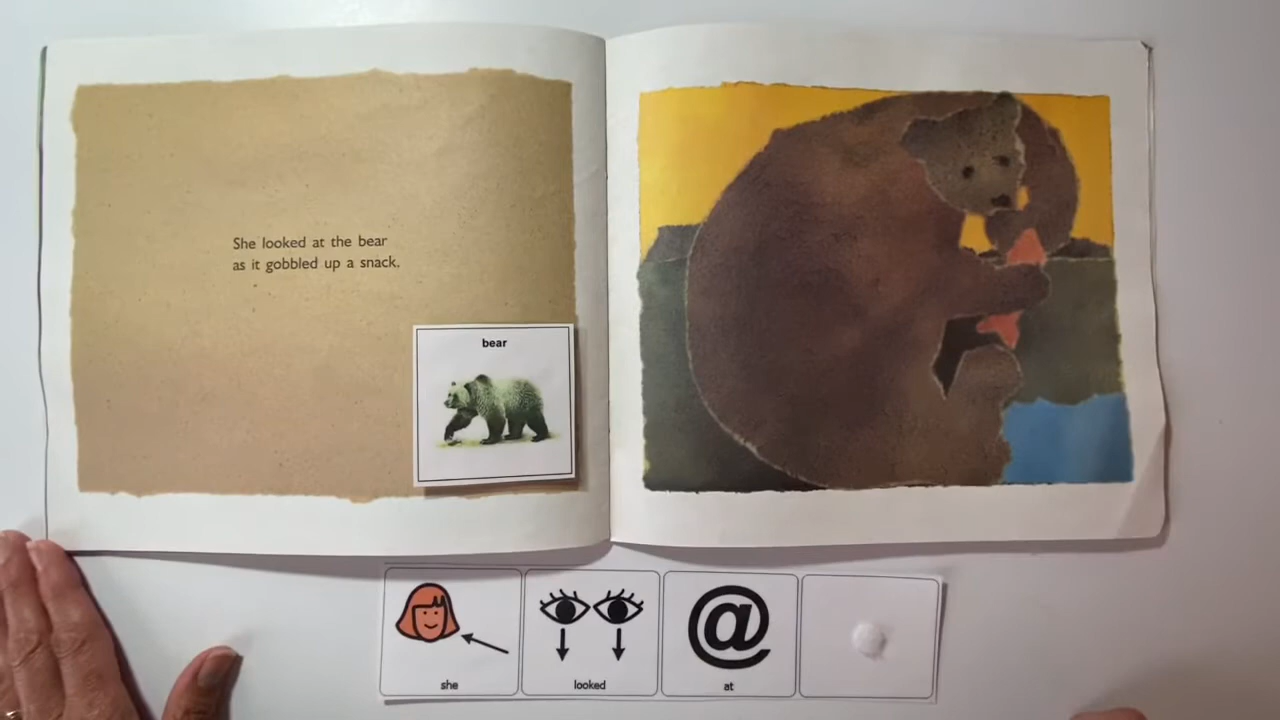 She looked at the bear
as it gobbled up a snack.
bear
she
looked
@
at